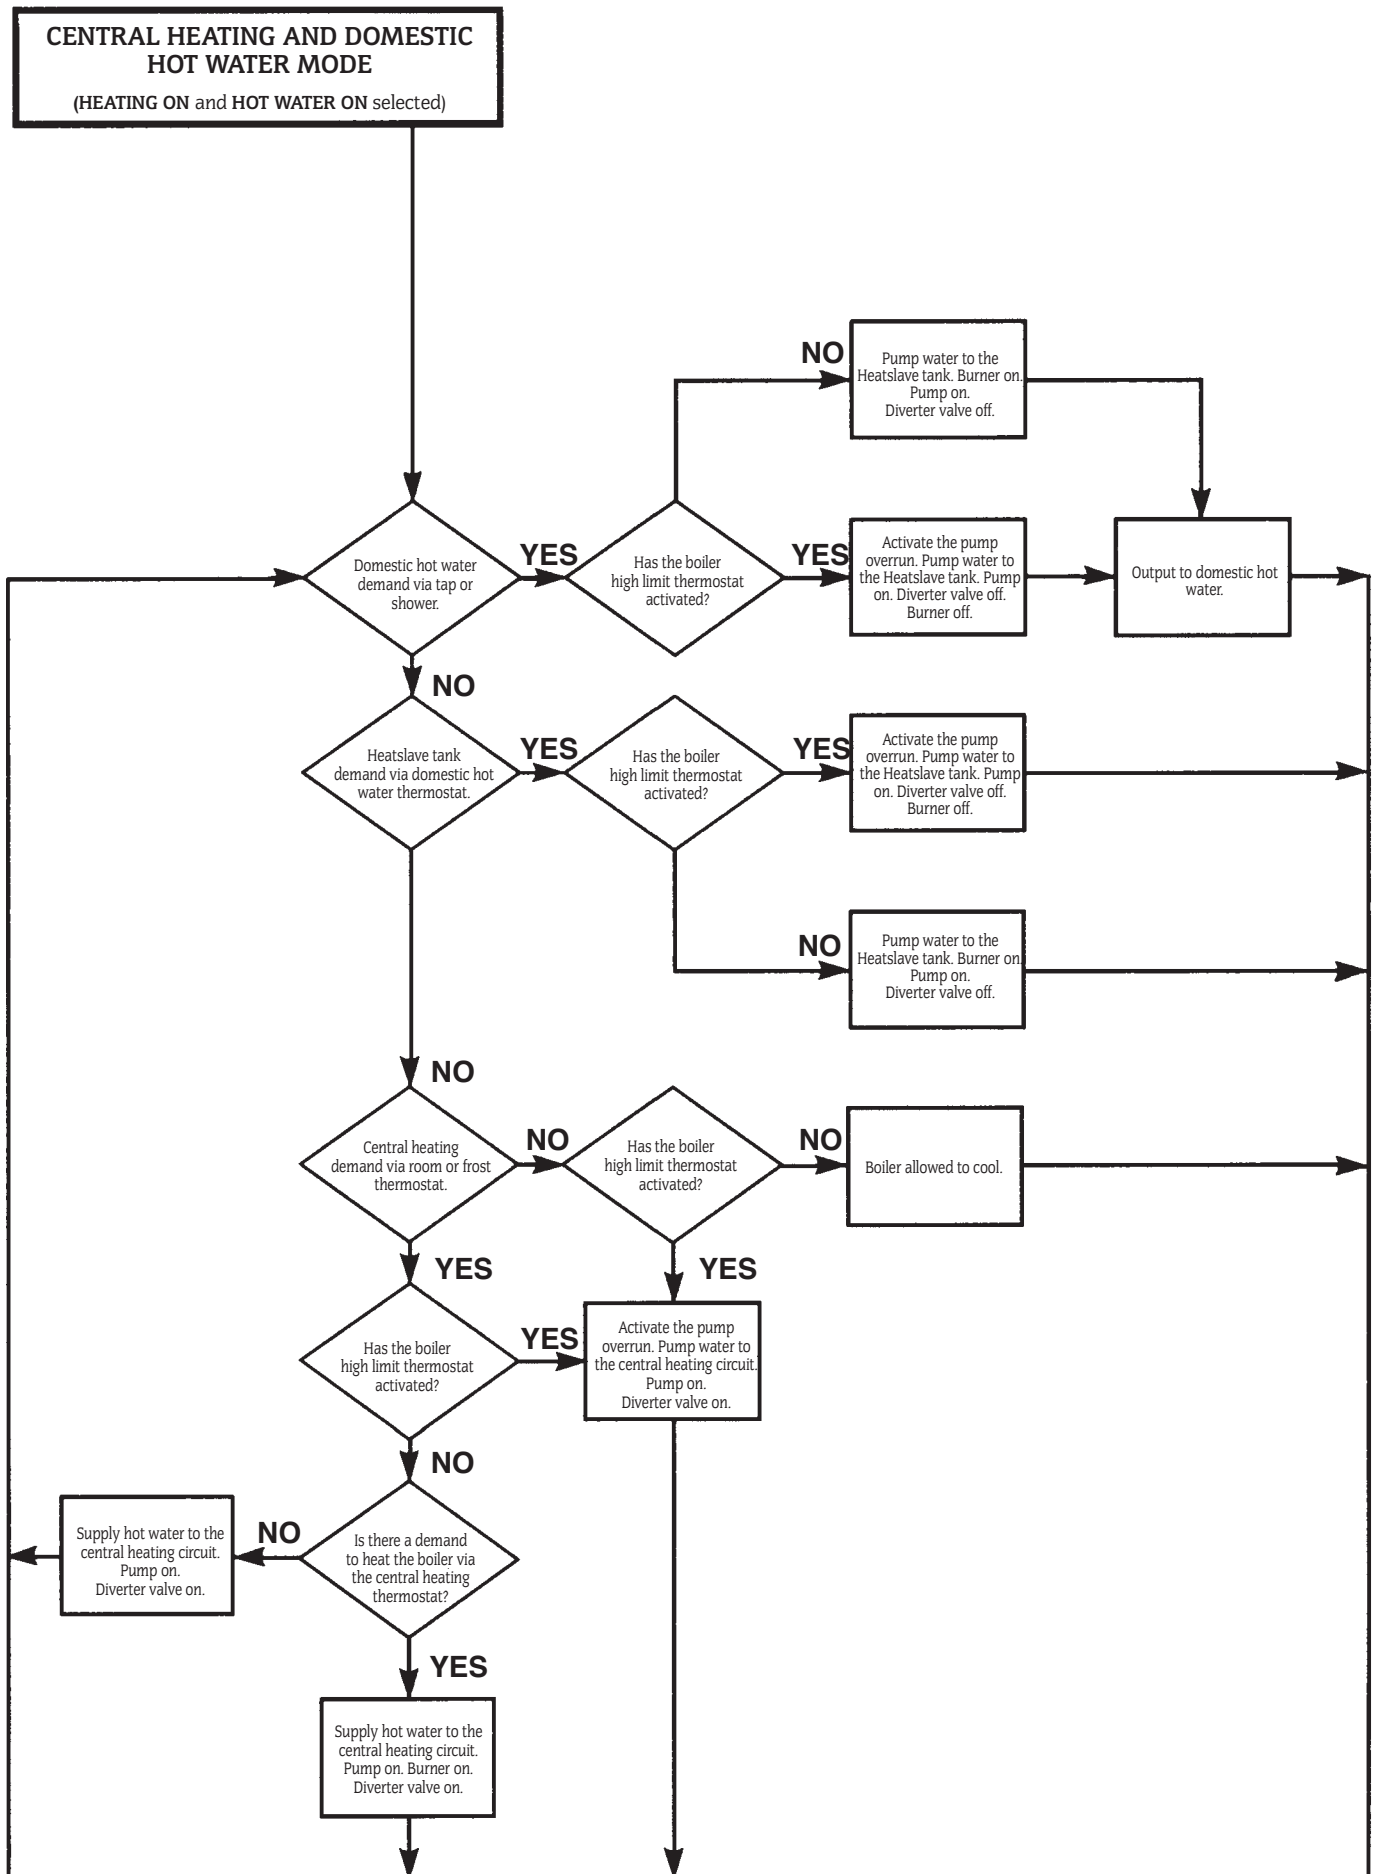 CENTRAL HEATING AND DOMESTIC
HOT WATER MODE
(HEATING ON and HOT WATER ON selected)
NO
Pump water to the
Heatslave tank. Burner on.
Pump on.
Diverter valve off.
Domestic hot water
demand via tap or
shower.
YES
Has the boiler
high limit thermostat
activated?
YES
Activate the pump
overrun. Pump water to
the Heatslave tank. Pump
on. Diverter valve off.
Burner off.
Output to domestic hot
water.
NO
Heatslave tank
demand via domestic hot
water thermostat.
YES
Has the boiler
high limit thermostat
activated?
YES
Activate the pump
overrun. Pump water to
the Heatslave tank. Pump
on. Diverter valve off.
Burner off.
NO
Pump water to the
Heatslave tank. Burner on.
Pump on.
Diverter valve off.
NO
Central heating
demand via room or frost
thermostat.
NO
Has the boiler
high limit thermostat
activated?
NO
Boiler allowed to cool.
YES
YES
Has the boiler
high limit thermostat
activated?
YES
Activate the pump
overrun. Pump water to
the central heating circuit.
Pump on.
Diverter valve on.
NO
Supply hot water to the
central heating circuit.
Pump on.
Diverter valve on.
NO
Is there a demand
to heat the boiler via
the central heating
thermostat?
YES
Supply hot water to the
central heating circuit.
Pump on. Burner on.
Diverter valve on.